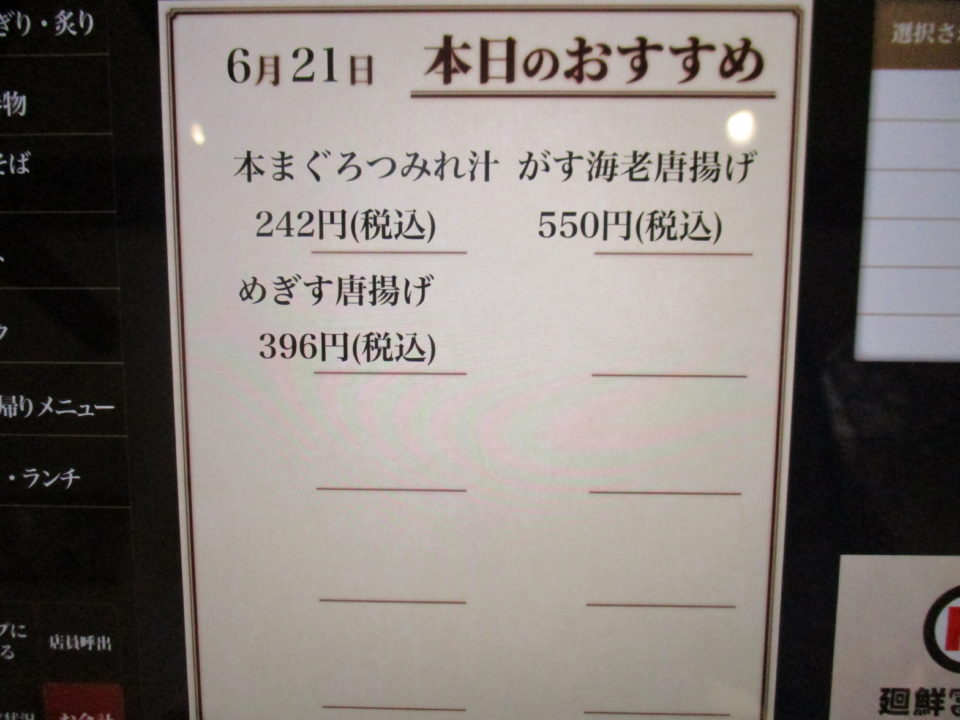 6月21日 本日のおすすめ
本まぐろつみれ汁 がす海老唐揚げ
242円(税込) 550円(税込)
めぎす唐揚げ
396円(税込)
ぎり・炙り
物
そば
帰りメニュー
・ランチ
店員呼出
選択さ
廻鮮